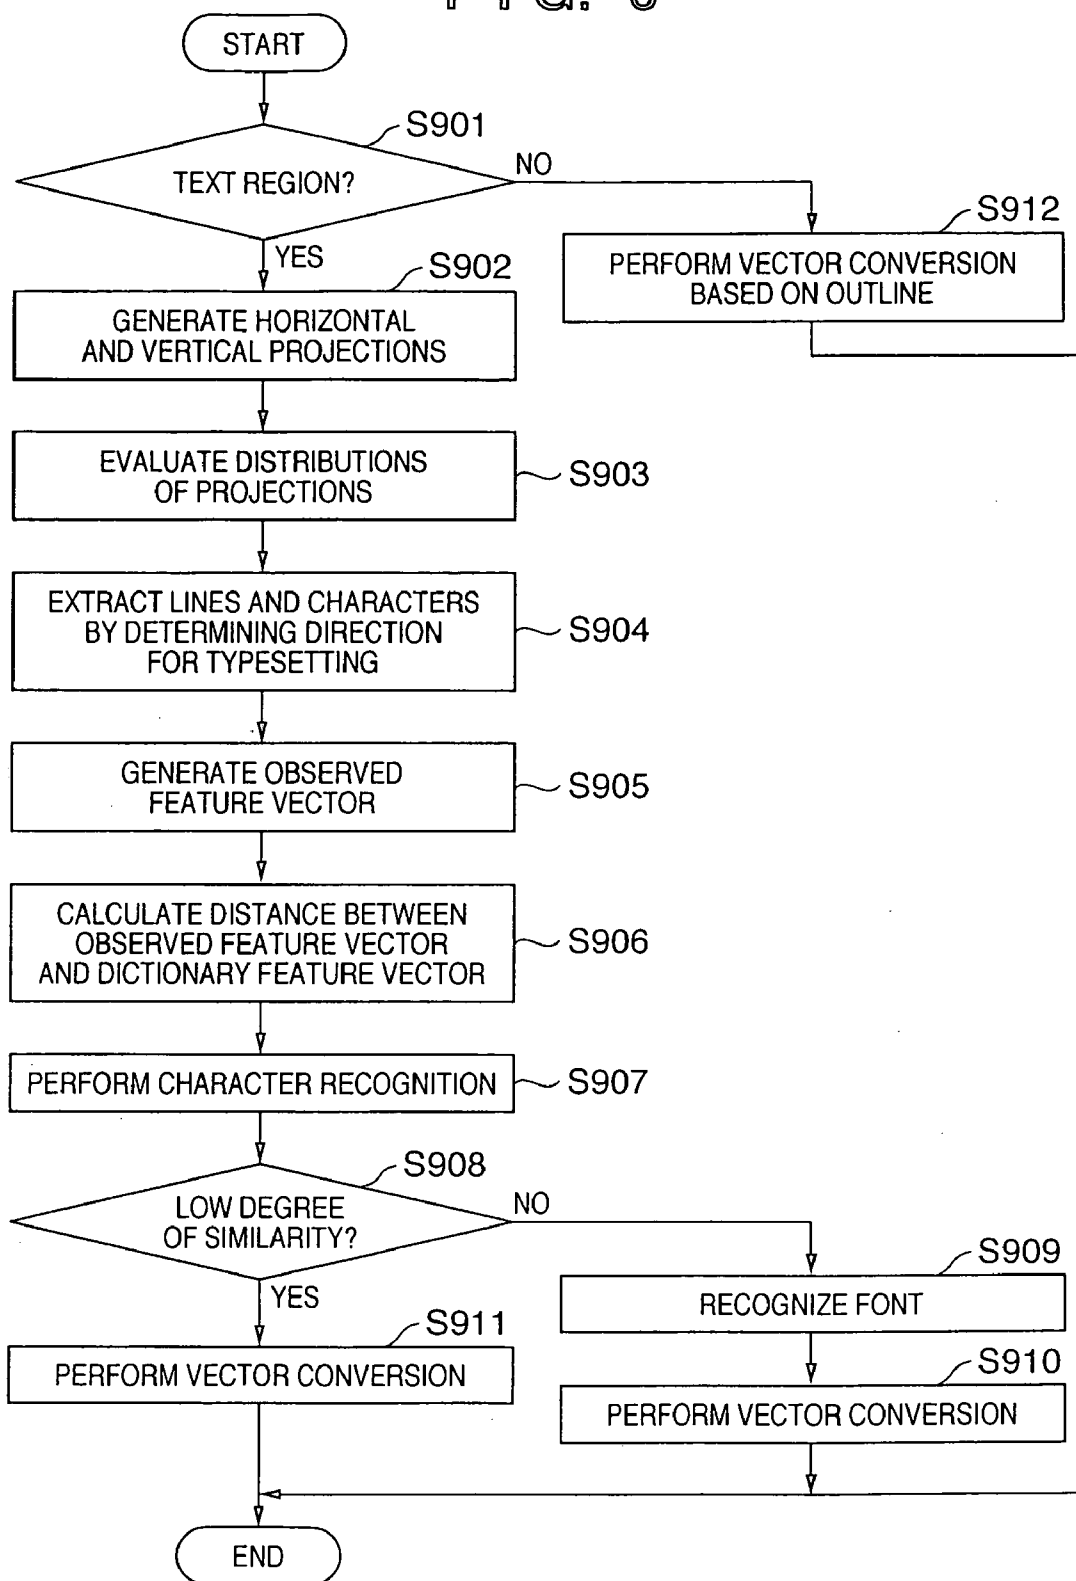 START
S901
TEXT REGION?
NO
YES
S912
PERFORM VECTOR CONVERSION
BASED ON OUTLINE
S902
GENERATE HORIZONTAL
AND VERTICAL PROJECTIONS
EVALUATE DISTRIBUTIONS
OF PROJECTIONS
S903
EXTRACT LINES AND CHARACTERS
BY DETERMINING DIRECTION
FOR TYPESETTING
S904
GENERATE OBSERVED
FEATURE VECTOR
S905
CALCULATE DISTANCE BETWEEN
OBSERVED FEATURE VECTOR
AND DICTIONARY FEATURE VECTOR
S906
PERFORM CHARACTER RECOGNITION
S907
S908
LOW DEGREE
OF SIMILARITY?
NO
YES
S909
RECOGNIZE FONT
S911
PERFORM VECTOR CONVERSION
S910
PERFORM VECTOR CONVERSION
END